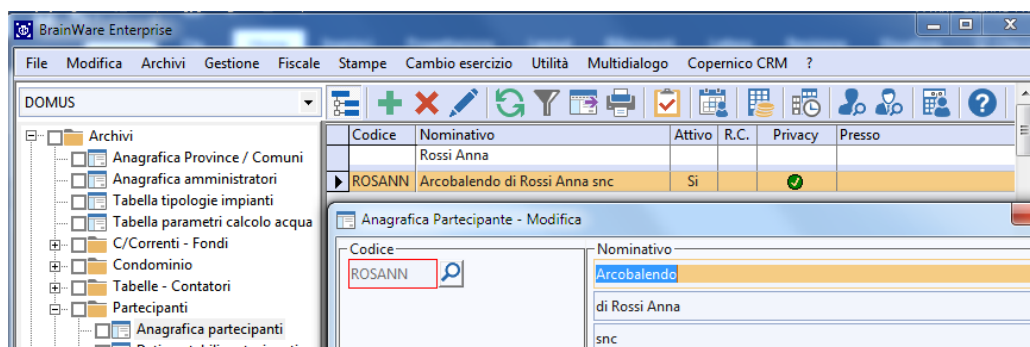 BrainWare Enterprise
File Modifica Archivi Gestione Fiscale Stampe Cambio esercizio Utilità Multidialogo Copernico CRM ?
DOMUS
Archivi
Anagrafica Province / Comuni
Anagrafica amministratori
Tabella tipologie impianti
Tabella parametri calcolo acqua
C/Correnti - Fondi
Condominio
Tabelle - Contatori
Partecipanti
Anagrafica partecipanti
Codice Nominativo Attivo R.C. Privacy Presso
Rossi Anna
ROSANN Arcobalendo di Rossi Anna snc Si
Anagrafica Partecipante - Modifica
Codice
ROSANN
Nominativo
Arcobalendo
di Rossi Anna
snc